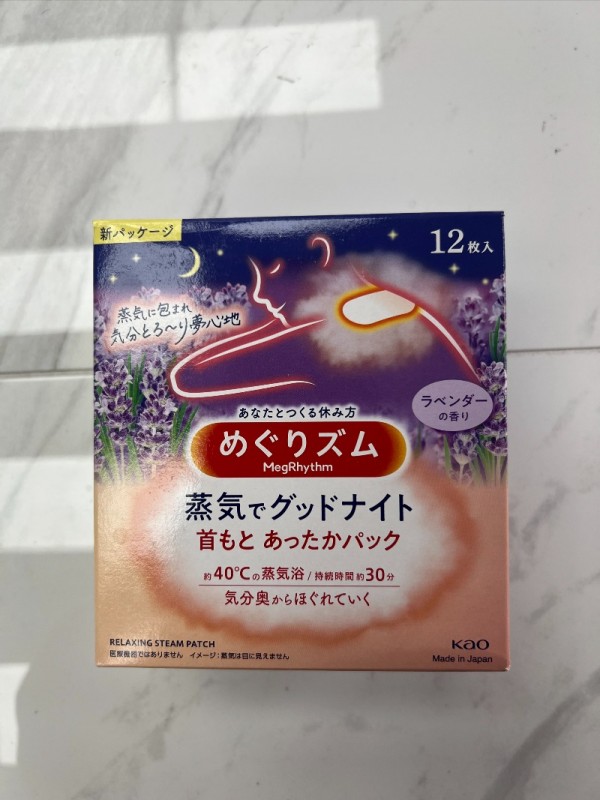 新パッケージ
12枚入
蒸気に包まれ
気分とろ〜り夢心地
ラベンダー
の香り
あなたとつくる休み方
めぐりズム
MegRhythm
蒸気でグッドナイト
首もと あったかパック
約40℃の蒸気浴/持続時間 約30分
気分奥からほぐれていく
RELAXING STEAM PATCH
医療機器ではありません イメージ:蒸気は目に見えません
Kao
Made in Japan